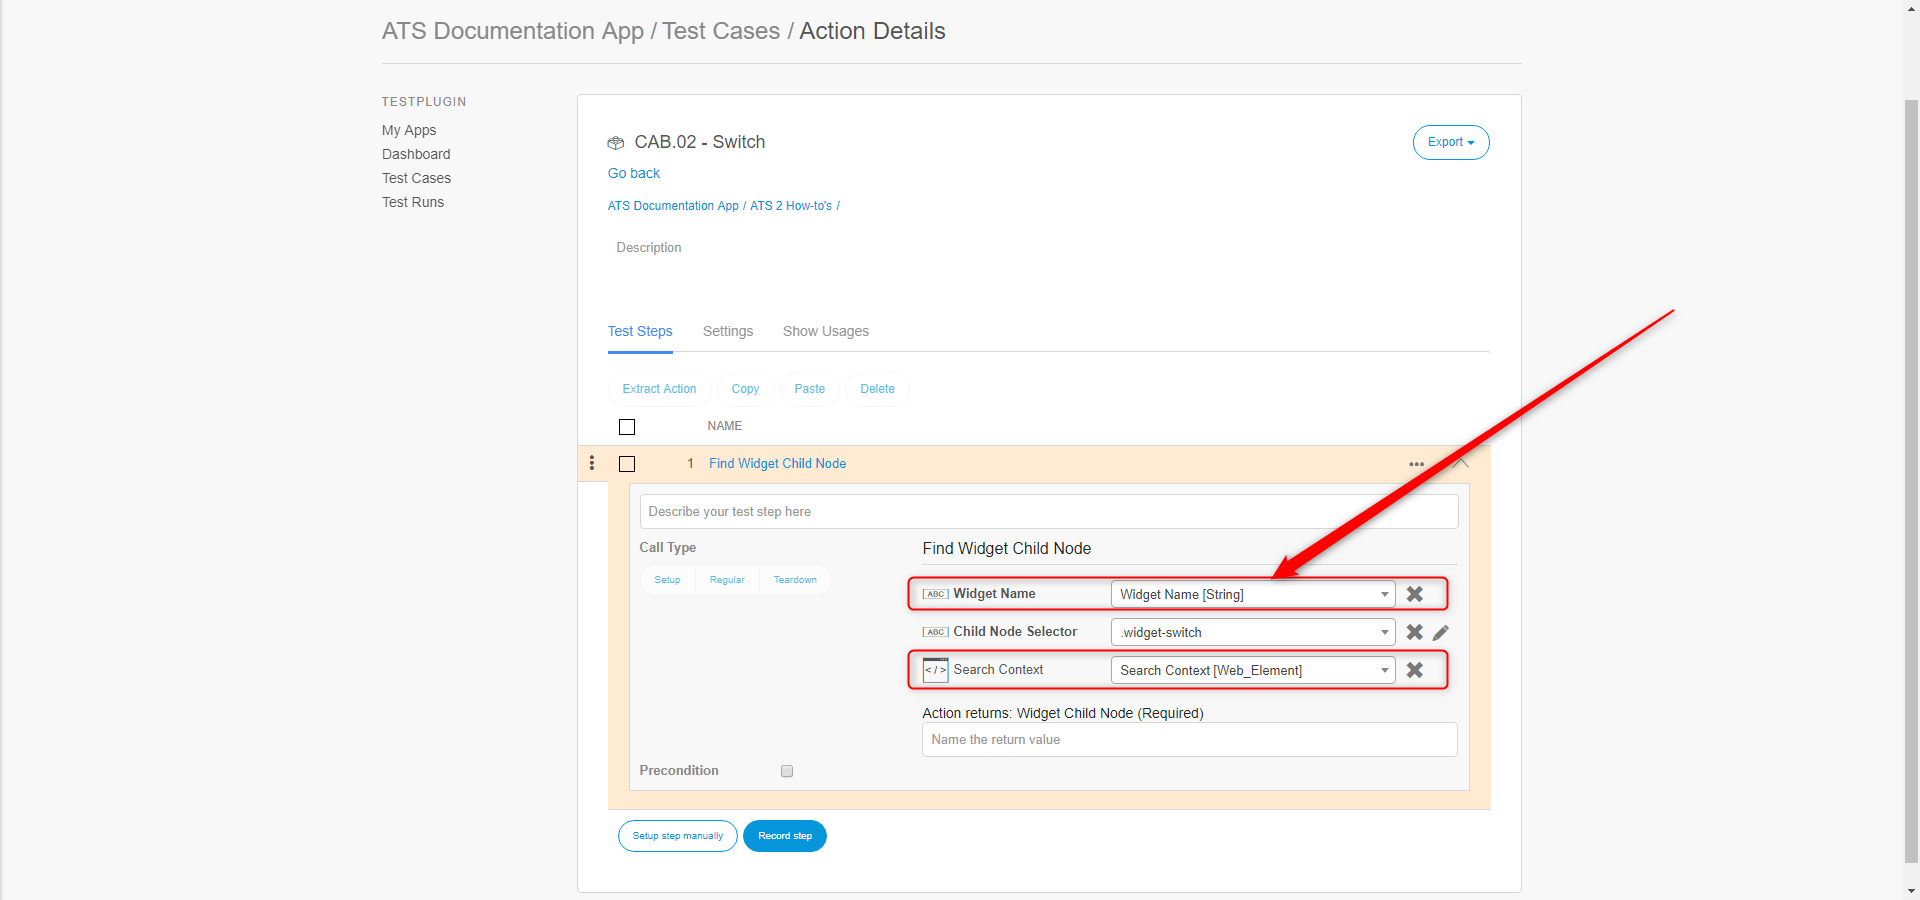 ATS Documentation App / Test Cases / Action Details
TESTPLUGIN
My Apps
Dashboard
Test Cases
Test Runs
CAB.02 - Switch
Export
Go back
ATS Documentation App / ATS 2 How-to's /
Description
Test Steps Settings Show Usages
Extract Action Copy Paste Delete
NAME
1 Find Widget Child Node
Describe your test step here
Call Type
Setup Regular Teardown
Find Widget Child Node
ABC Widget Name Widget Name [String]
ABC Child Node Selector .widget-switch
</> Search Context Search Context [Web_Element]
Action returns: Widget Child Node (Required)
Name the return value
Precondition
Setup step manually Record step